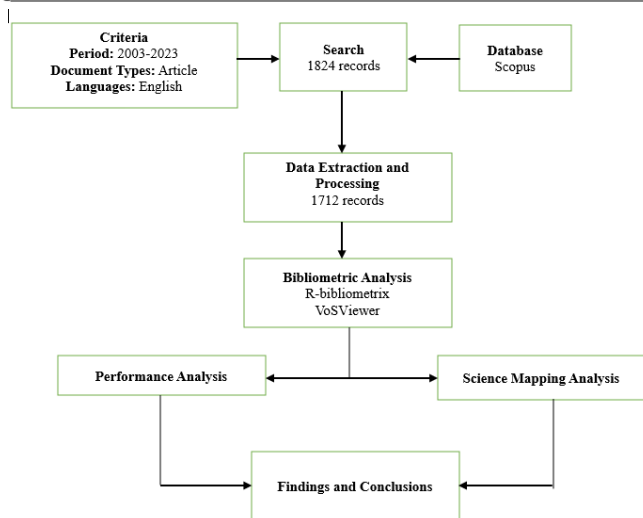 Criteria
Period: 2003-2023
Document Types: Article
Languages: English
Search
1824 records
Database
Scopus
Data Extraction and
Processing
1712 records
Bibliometric Analysis
R-bibliometrix
VoSViewer
Performance Analysis
Science Mapping Analysis
Findings and Conclusions